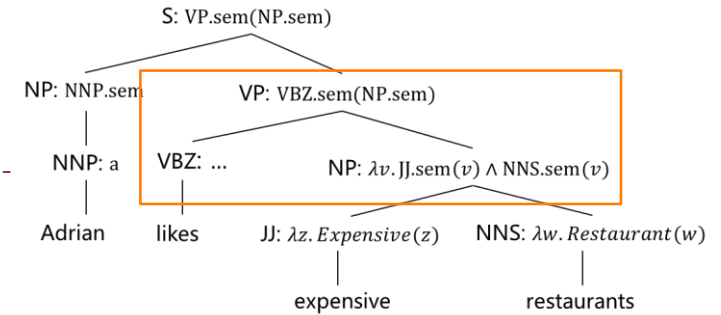 S: VP.sem(NP.sem)
NP: NNP.sem VP: VBZ.sem(NP.sem)
NNP: a VBZ: ... NP: λv.JJ.sem(v) ∧ NNS.sem(v)
Adrian likes JJ: λz.Expensive(z) NNS: λw.Restaurant(w)
expensive restaurants